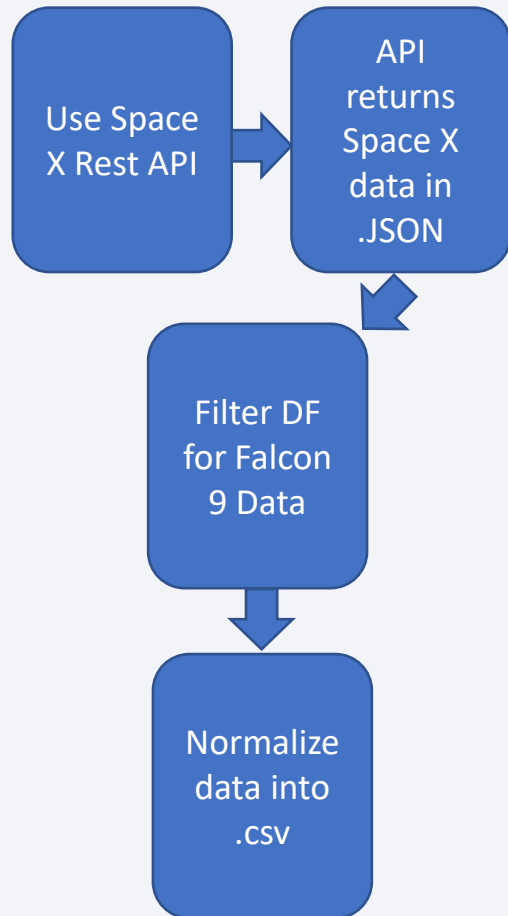 Use Space
X Rest API
API
returns
Space X
data in
.JSON
Filter DF
for Falcon
9 Data
Normalize
data into
.csv